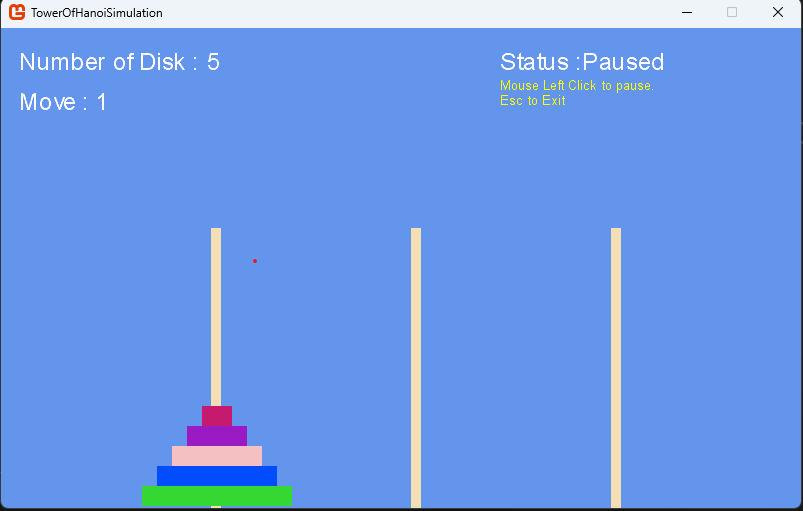 TowerOfHanoiSimulation
Number of Disk : 5
Status :Paused
Mouse Left Click to pause.
Esc to Exit
Move : 1